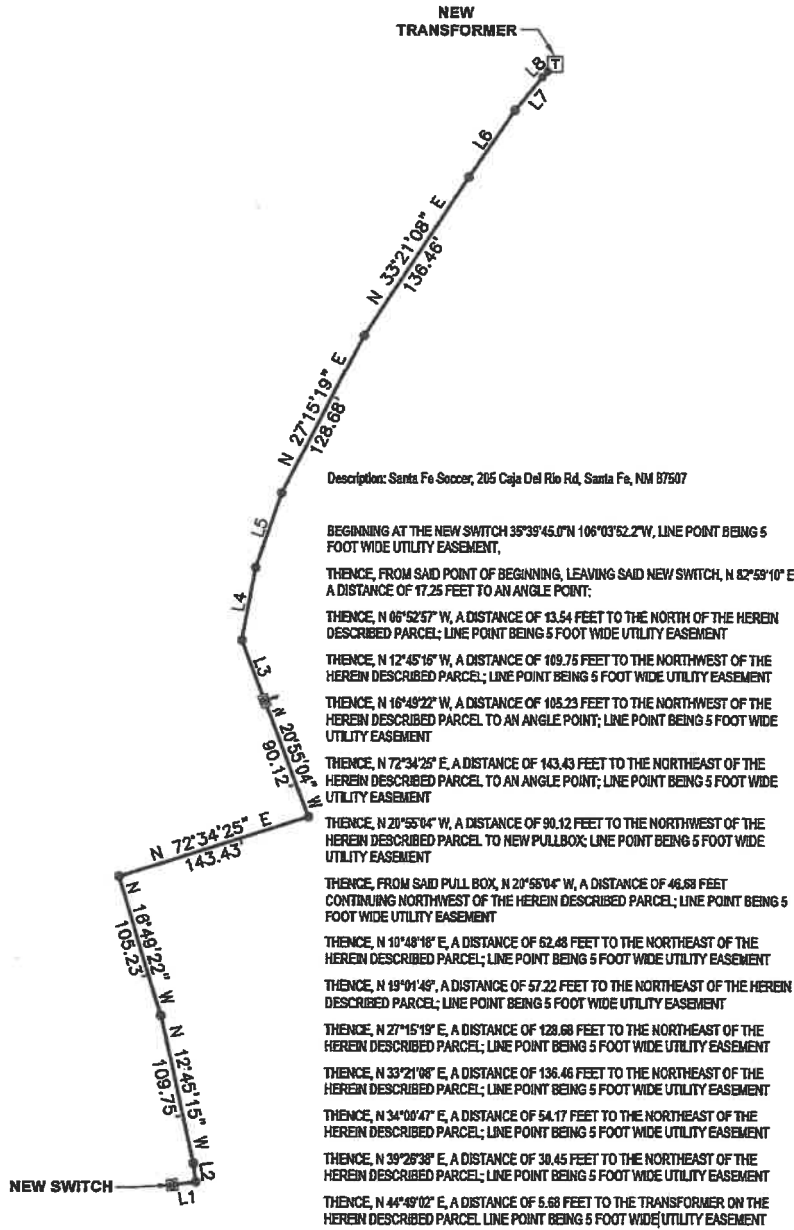 NEW
TRANSFORMER
T
L8
L7
L6
N 33°21'08" E
136.46'
N 27°15'19" E
128.68'
L5
L4
L3
N 20°55'04" W
90.12'
N 72°34'25" E
143.43'
N 16°49'22" W
105.23'
N 12°45'15" W
109.75'
L2
NEW SWITCH
L1
Description: Santa Fe Soccer, 205 Caja Del Rio Rd, Santa Fe, NM 87507
BEGINNING AT THE NEW SWITCH 35°39'45.0"N 106°03'52.2"W, LINE POINT BEING 5
FOOT WIDE UTILITY EASEMENT,
THENCE, FROM SAID POINT OF BEGINNING, LEAVING SAID NEW SWITCH, N 82°59'10" E
A DISTANCE OF 17.25 FEET TO AN ANGLE POINT;
THENCE, N 06°52'57" W, A DISTANCE OF 13.54 FEET TO THE NORTH OF THE HEREIN
DESCRIBED PARCEL; LINE POINT BEING 5 FOOT WIDE UTILITY EASEMENT
THENCE, N 12°45'15" W, A DISTANCE OF 109.75 FEET TO THE NORTHWEST OF THE
HEREIN DESCRIBED PARCEL; LINE POINT BEING 5 FOOT WIDE UTILITY EASEMENT
THENCE, N 16°49'22" W, A DISTANCE OF 105.23 FEET TO THE NORTHWEST OF THE
HEREIN DESCRIBED PARCEL TO AN ANGLE POINT; LINE POINT BEING 5 FOOT WIDE
UTILITY EASEMENT
THENCE, N 72°34'25" E, A DISTANCE OF 143.43 FEET TO THE NORTHEAST OF THE
HEREIN DESCRIBED PARCEL TO AN ANGLE POINT; LINE POINT BEING 5 FOOT WIDE
UTILITY EASEMENT
THENCE, N 20°55'04" W, A DISTANCE OF 90.12 FEET TO THE NORTHWEST OF THE
HEREIN DESCRIBED PARCEL TO NEW PULLBOX; LINE POINT BEING 5 FOOT WIDE
UTILITY EASEMENT
THENCE, FROM SAID PULL BOX, N 20°55'04" W, A DISTANCE OF 46.68 FEET
CONTINUING NORTHWEST OF THE HEREIN DESCRIBED PARCEL; LINE POINT BEING 5
FOOT WIDE UTILITY EASEMENT
THENCE, N 10°48'18" E, A DISTANCE OF 52.48 FEET TO THE NORTHEAST OF THE
HEREIN DESCRIBED PARCEL; LINE POINT BEING 5 FOOT WIDE UTILITY EASEMENT
THENCE, N 19°01'49", A DISTANCE OF 57.22 FEET TO THE NORTHEAST OF THE HEREIN
DESCRIBED PARCEL; LINE POINT BEING 5 FOOT WIDE UTILITY EASEMENT
THENCE, N 27°15'19" E, A DISTANCE OF 128.68 FEET TO THE NORTHEAST OF THE
HEREIN DESCRIBED PARCEL; LINE POINT BEING 5 FOOT WIDE UTILITY EASEMENT
THENCE, N 33°21'08" E, A DISTANCE OF 136.46 FEET TO THE NORTHEAST OF THE
HEREIN DESCRIBED PARCEL; LINE POINT BEING 5 FOOT WIDE UTILITY EASEMENT
THENCE, N 34°00'47" E, A DISTANCE OF 54.17 FEET TO THE NORTHEAST OF THE
HEREIN DESCRIBED PARCEL; LINE POINT BEING 5 FOOT WIDE UTILITY EASEMENT
THENCE, N 39°26'38" E, A DISTANCE OF 30.45 FEET TO THE NORTHEAST OF THE
HEREIN DESCRIBED PARCEL; LINE POINT BEING 5 FOOT WIDE UTILITY EASEMENT
THENCE, N 44°49'02" E, A DISTANCE OF 5.68 FEET TO THE TRANSFORMER ON THE
HEREIN DESCRIBED PARCEL LINE POINT BEING 5 FOOT WIDE UTILITY EASEMENT